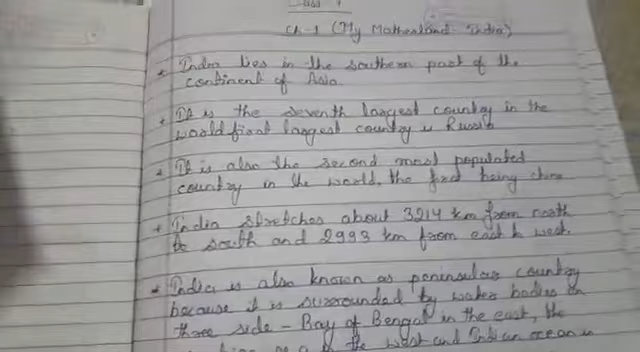 Ch-1 (My Motherland India)
* India lies in the southern part of the
continent of Asia
* It is the seventh largest country in the
world first largest country is Russia
* It is also the second most populated
country in the world, the first being china
* India stretches about 3214 km from north
to south and 2993 km from east to west.
* India is also known as peninsular country
because it is surrounded by water bodies on
three side - Bay of Bengal in the east, the
the west and Indian ocean in